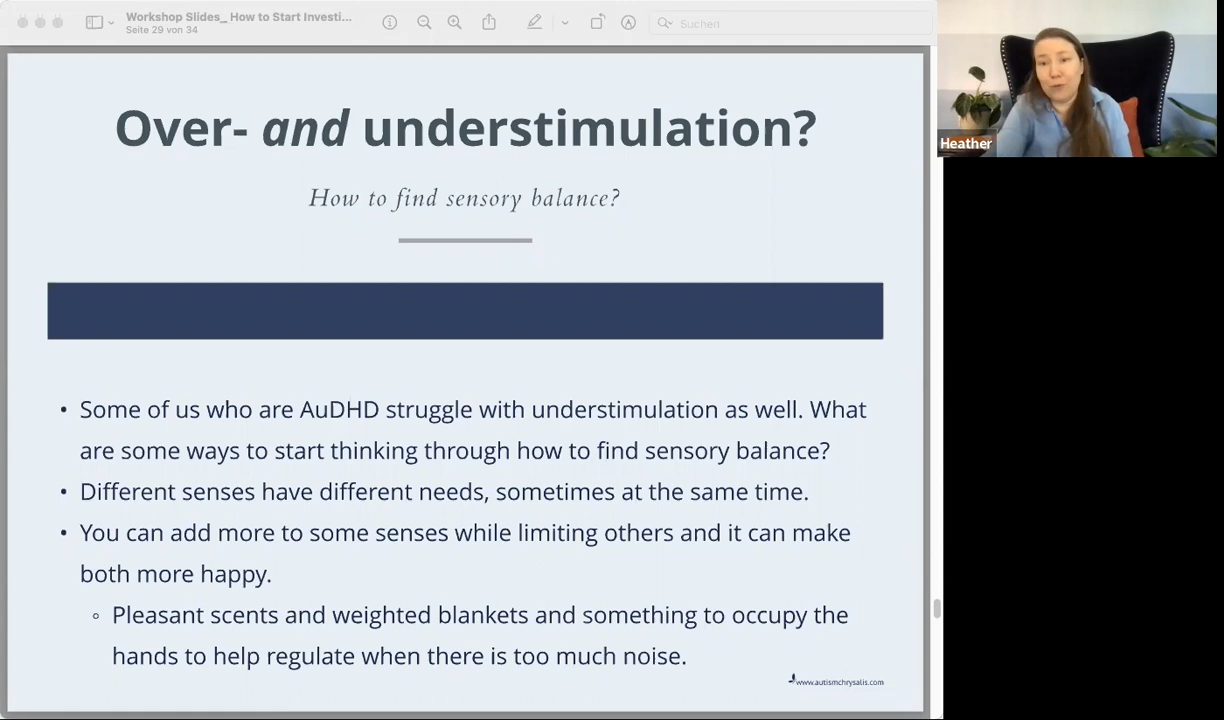 Workshop Slides_ How to Start Investi...
Seite 29 von 34
Suchen
Over- and understimulation?
How to find sensory balance?
• Some of us who are AuDHD struggle with understimulation as well. What
are some ways to start thinking through how to find sensory balance?
• Different senses have different needs, sometimes at the same time.
• You can add more to some senses while limiting others and it can make
both more happy.
◦ Pleasant scents and weighted blankets and something to occupy the
hands to help regulate when there is too much noise.
www.autismchrysalis.com
Heather